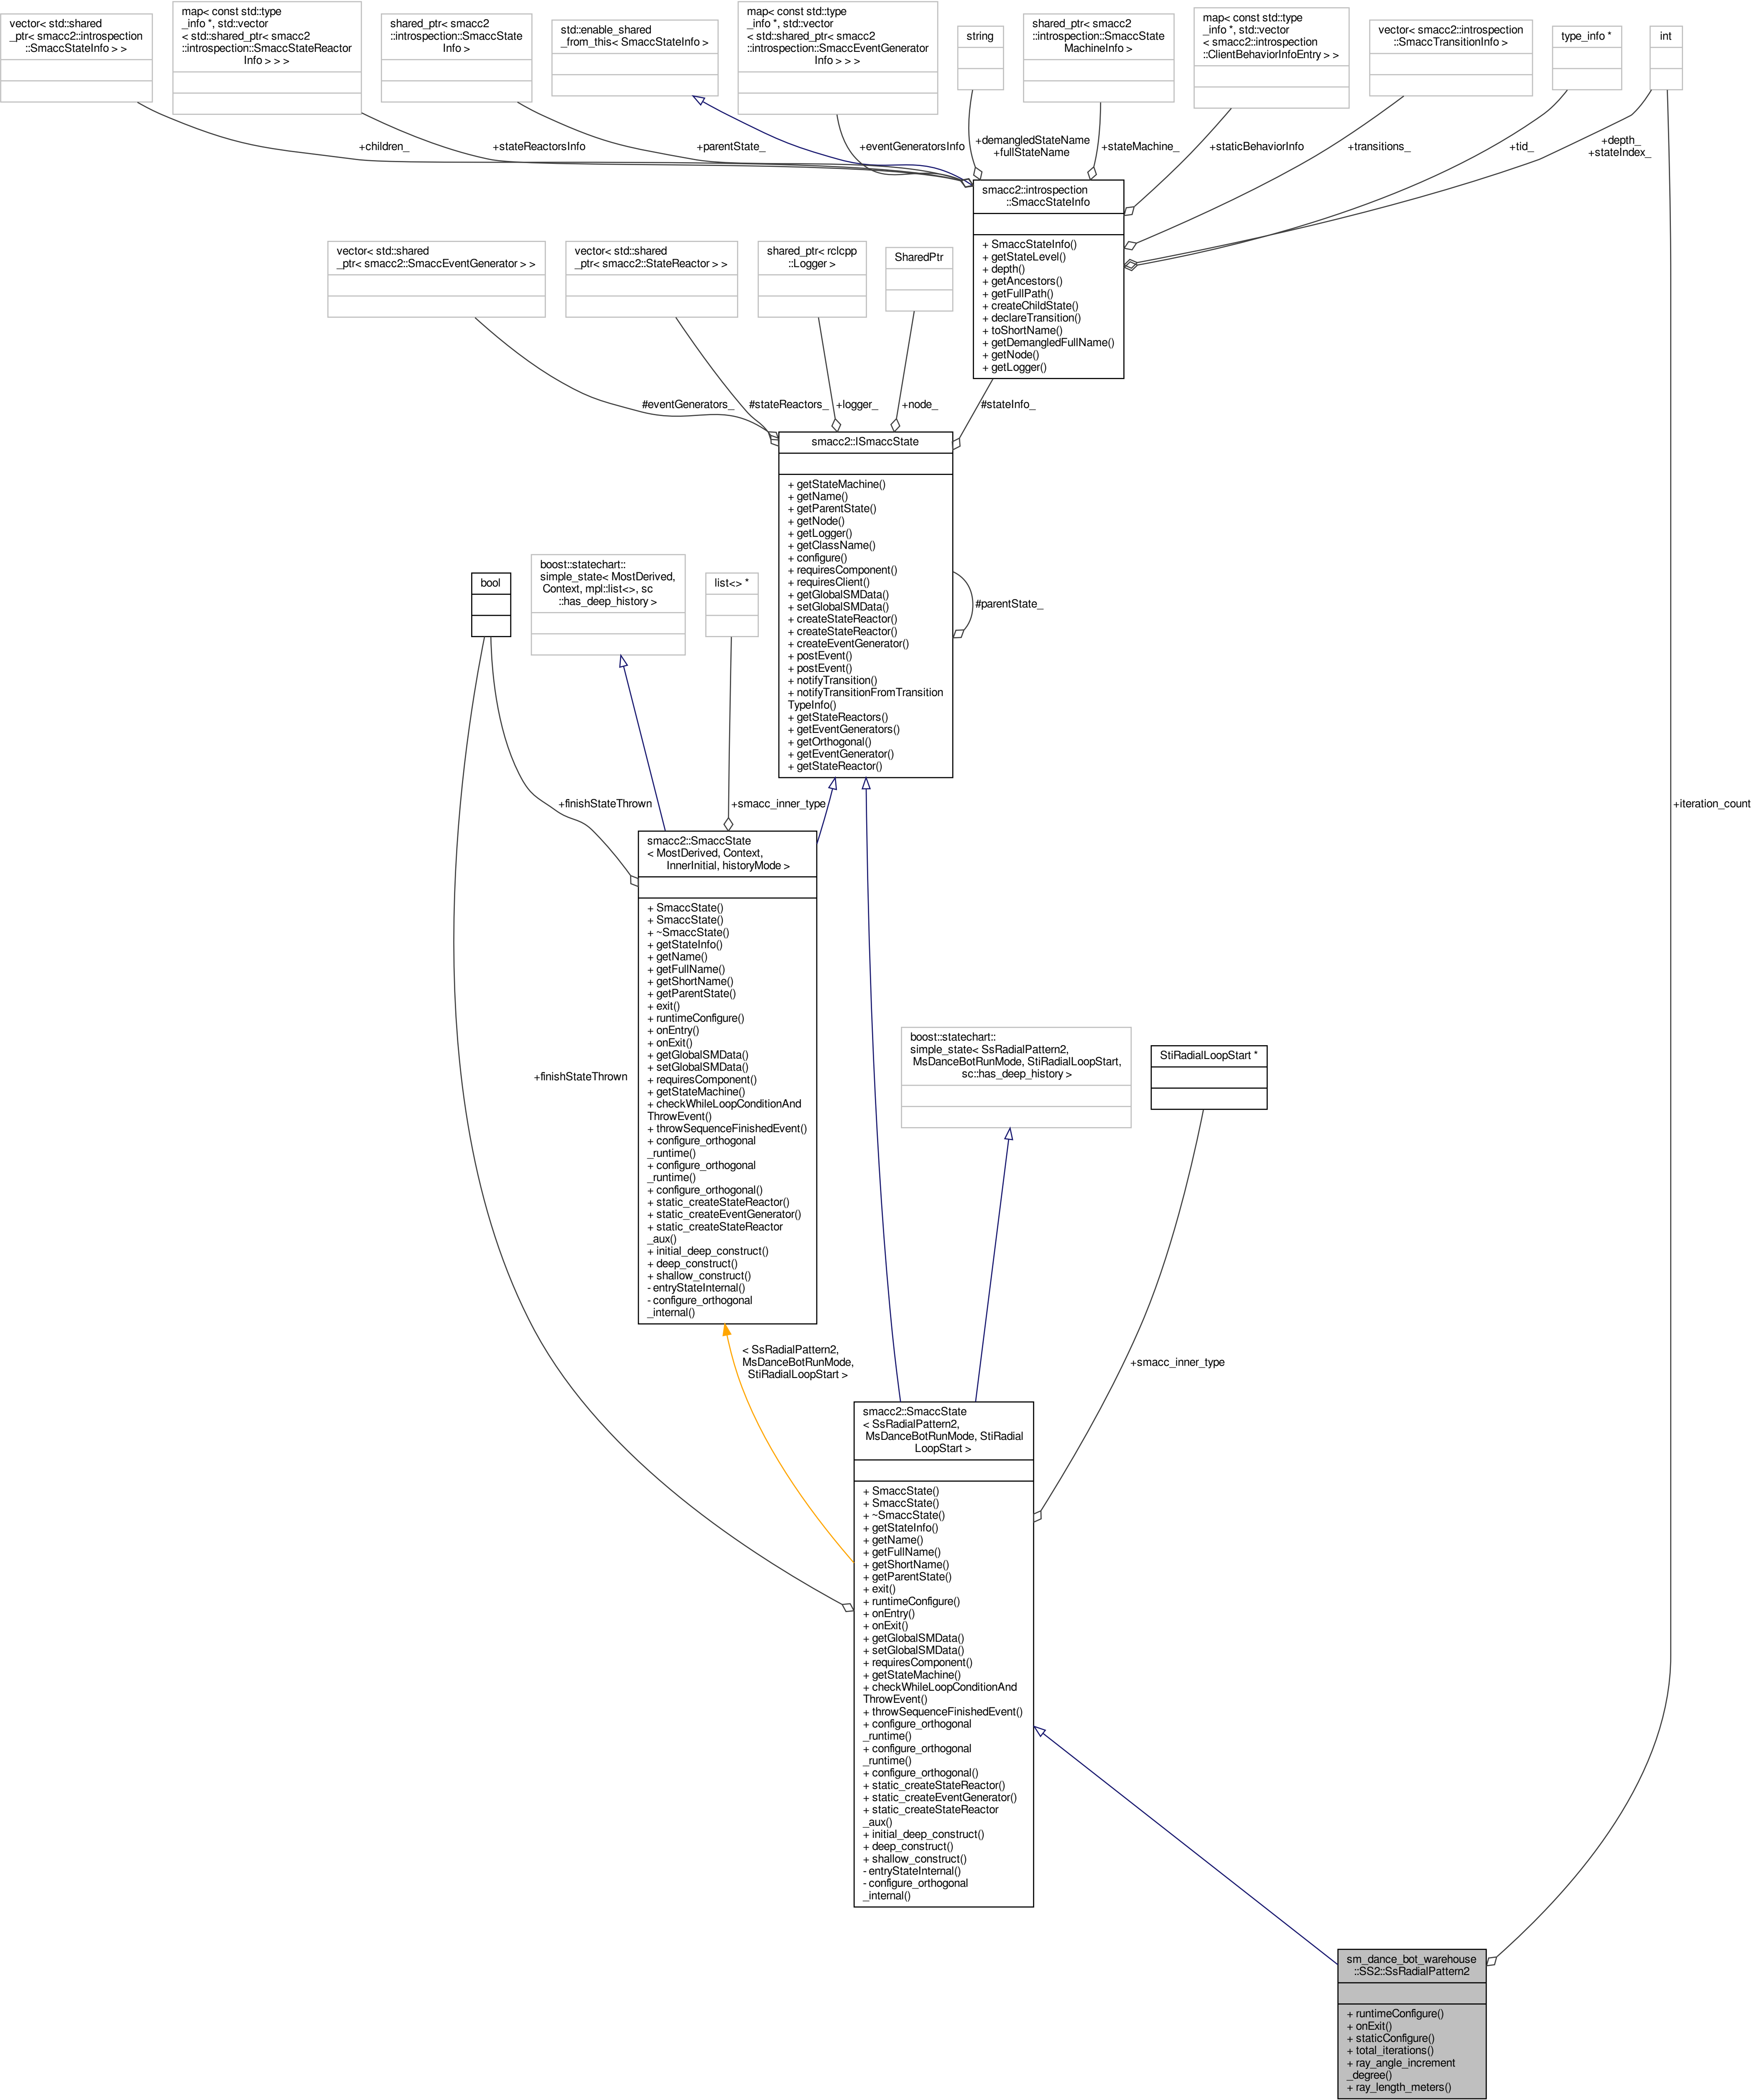 vector< std::shared
_ptr< smacc2::introspection
::SmaccStateInfo > >
map< const std::type
_info *, std::vector
< std::shared_ptr< smacc2
::introspection::SmaccStateReactor
Info > > >
shared_ptr< smacc2
::introspection::SmaccState
Info >
std::enable_shared
_from_this< SmaccStateInfo >
map< const std::type
_info *, std::vector
< std::shared_ptr< smacc2
::introspection::SmaccEventGenerator
Info > > >
string
shared_ptr< smacc2
::introspection::SmaccState
MachineInfo >
map< const std::type
_info *, std::vector
< smacc2::introspection
::ClientBehaviorInfoEntry > >
vector< smacc2::introspection
::SmaccTransitionInfo >
type_info *
int
+children_
+stateReactorsInfo
+parentState_
+eventGeneratorsInfo
+demangledStateName
+fullStateName
+stateMachine_
+staticBehaviorInfo
+transitions_
+tid_
+depth_
+stateIndex_
smacc2::introspection
::SmaccStateInfo
+ SmaccStateInfo()
+ getStateLevel()
+ depth()
+ getAncestors()
+ getFullPath()
+ createChildState()
+ declareTransition()
+ toShortName()
+ getDemangledFullName()
+ getNode()
+ getLogger()
vector< std::shared
_ptr< smacc2::SmaccEventGenerator > >
vector< std::shared
_ptr< smacc2::StateReactor > >
shared_ptr< rclcpp
::Logger >
SharedPtr
#eventGenerators_
#stateReactors_
+logger_
+node_
#stateInfo_
smacc2::ISmaccState
+ getStateMachine()
+ getName()
+ getParentState()
+ getNode()
+ getLogger()
+ getClassName()
+ configure()
+ requiresComponent()
+ requiresClient()
+ getGlobalSMData()
+ setGlobalSMData()
+ createStateReactor()
+ createStateReactor()
+ createEventGenerator()
+ postEvent()
+ postEvent()
+ notifyTransition()
+ notifyTransitionFromTransition
TypeInfo()
+ getStateReactors()
+ getEventGenerators()
+ getOrthogonal()
+ getEventGenerator()
+ getStateReactor()
#parentState_
bool
boost::statechart::
simple_state< MostDerived,
Context, mpl::list<>, sc
::has_deep_history >
list<> *
+finishStateThrown
+smacc_inner_type
+iteration_count
smacc2::SmaccState
< MostDerived, Context,
InnerInitial, historyMode >
+ SmaccState()
+ SmaccState()
+ ~SmaccState()
+ getStateInfo()
+ getName()
+ getFullName()
+ getShortName()
+ getParentState()
+ exit()
+ runtimeConfigure()
+ onEntry()
+ onExit()
+ getGlobalSMData()
+ setGlobalSMData()
+ requiresComponent()
+ getStateMachine()
+ checkWhileLoopConditionAnd
ThrowEvent()
+ throwSequenceFinishedEvent()
+ configure_orthogonal
_runtime()
+ configure_orthogonal
_runtime()
+ configure_orthogonal()
+ static_createStateReactor()
+ static_createEventGenerator()
+ static_createStateReactor
_aux()
+ initial_deep_construct()
+ deep_construct()
+ shallow_construct()
- entryStateInternal()
- configure_orthogonal
_internal()
+finishStateThrown
boost::statechart::
simple_state< SsRadialPattern2,
MsDanceBotRunMode, StiRadialLoopStart,
sc::has_deep_history >
StiRadialLoopStart *
< SsRadialPattern2,
MsDanceBotRunMode,
StiRadialLoopStart >
+smacc_inner_type
smacc2::SmaccState
< SsRadialPattern2,
MsDanceBotRunMode, StiRadial
LoopStart >
+ SmaccState()
+ SmaccState()
+ ~SmaccState()
+ getStateInfo()
+ getName()
+ getFullName()
+ getShortName()
+ getParentState()
+ exit()
+ runtimeConfigure()
+ onEntry()
+ onExit()
+ getGlobalSMData()
+ setGlobalSMData()
+ requiresComponent()
+ getStateMachine()
+ checkWhileLoopConditionAnd
ThrowEvent()
+ throwSequenceFinishedEvent()
+ configure_orthogonal
_runtime()
+ configure_orthogonal
_runtime()
+ configure_orthogonal()
+ static_createStateReactor()
+ static_createEventGenerator()
+ static_createStateReactor
_aux()
+ initial_deep_construct()
+ deep_construct()
+ shallow_construct()
- entryStateInternal()
- configure_orthogonal
_internal()
sm_dance_bot_warehouse
::SS2::SsRadialPattern2
+ runtimeConfigure()
+ onExit()
+ staticConfigure()
+ total_iterations()
+ ray_angle_increment
_degree()
+ ray_length_meters()